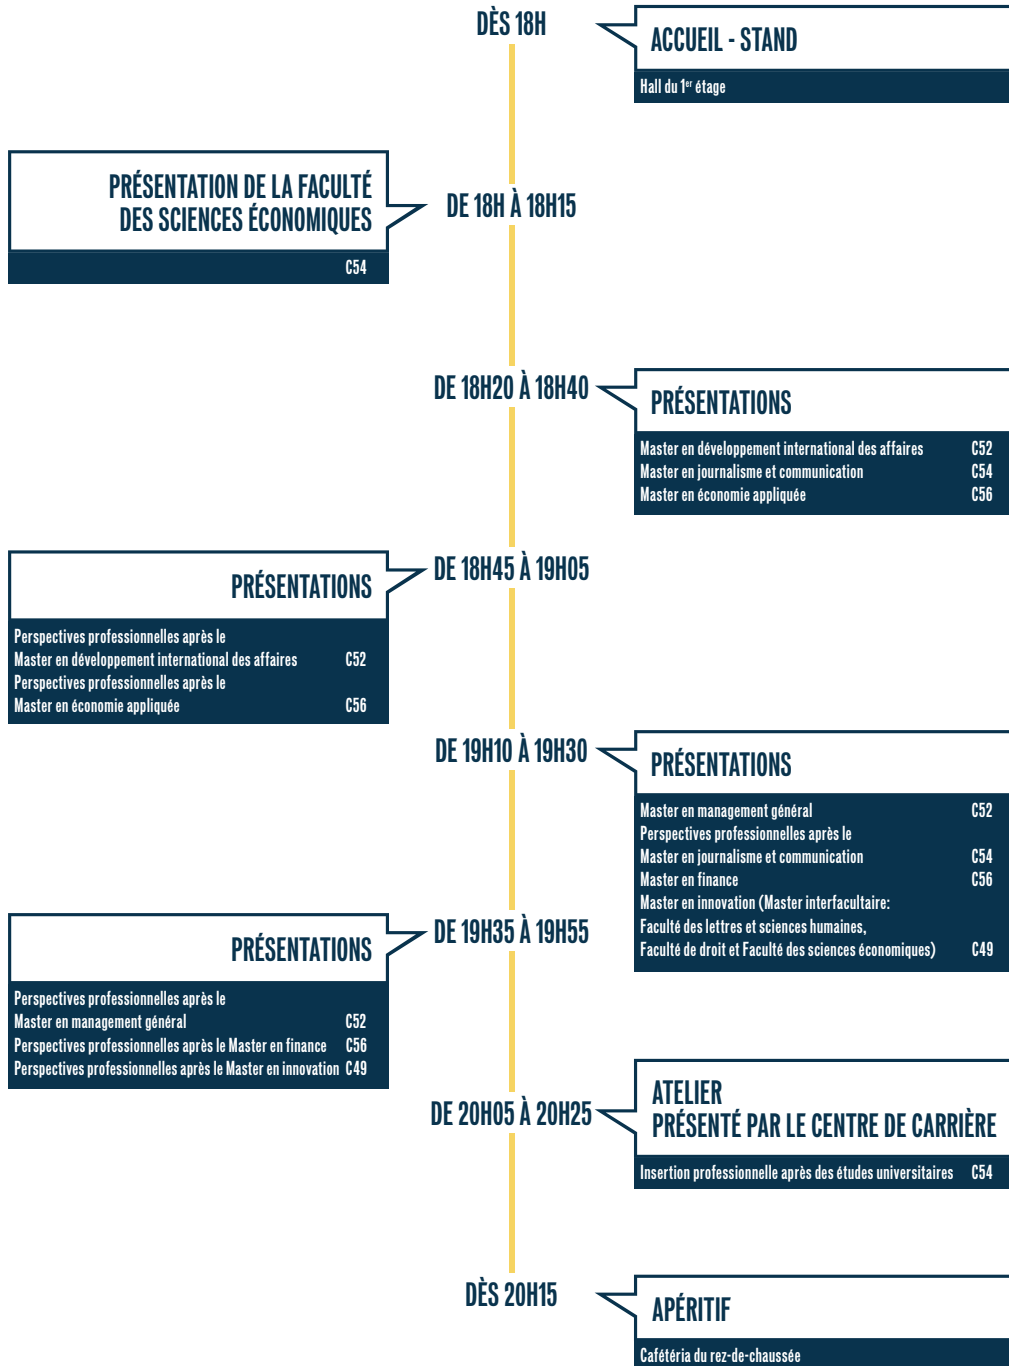 DÈS 18H
ACCUEIL - STAND
Hall du 1er étage
PRÉSENTATION DE LA FACULTÉ
DES SCIENCES ÉCONOMIQUES
C54
DE 18H À 18H15
DE 18H20 À 18H40
PRÉSENTATIONS
Master en développement international des affaires C52
Master en journalisme et communication C54
Master en économie appliquée C56
DE 18H45 À 19H05
PRÉSENTATIONS
Perspectives professionnelles après le
Master en développement international des affaires C52
Perspectives professionnelles après le
Master en économie appliquée C56
DE 19H10 À 19H30
PRÉSENTATIONS
Master en management général C52
Perspectives professionnelles après le
Master en journalisme et communication C54
Master en finance C56
Master en innovation (Master interfacultaire:
Faculté des lettres et sciences humaines,
Faculté de droit et Faculté des sciences économiques) C49
DE 19H35 À 19H55
PRÉSENTATIONS
Perspectives professionnelles après le
Master en management général C52
Perspectives professionnelles après le Master en finance C56
Perspectives professionnelles après le Master en innovation C49
DE 20H05 À 20H25
ATELIER
PRÉSENTÉ PAR LE CENTRE DE CARRIÈRE
Insertion professionnelle après des études universitaires C54
DÈS 20H15
APÉRITIF
Cafétéria du rez-de-chaussée